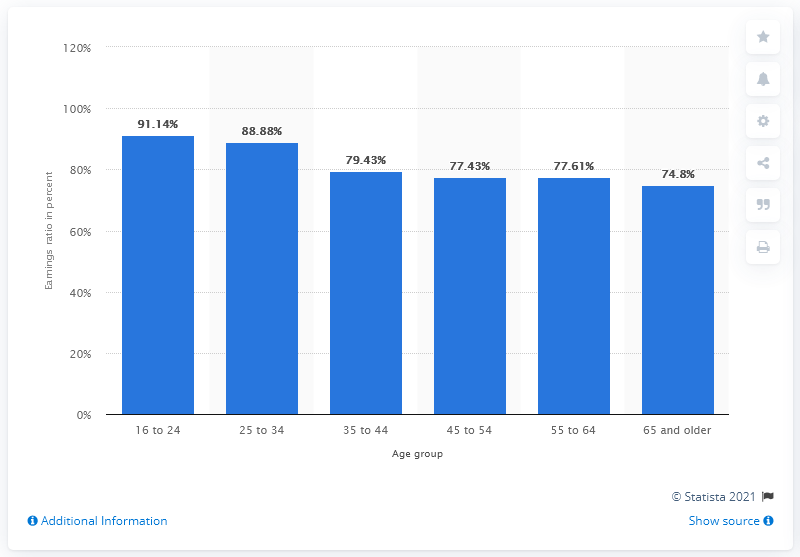 120%
100%
80%
60%
40%
20%
0%
Earnings ratio in percent
91.14%
88.88%
79.43%
77.43%
77.61%
74.8%
16 to 24
25 to 34
35 to 44
45 to 54
55 to 64
65 and older
Age group
© Statista 2021
Additional Information
Show source